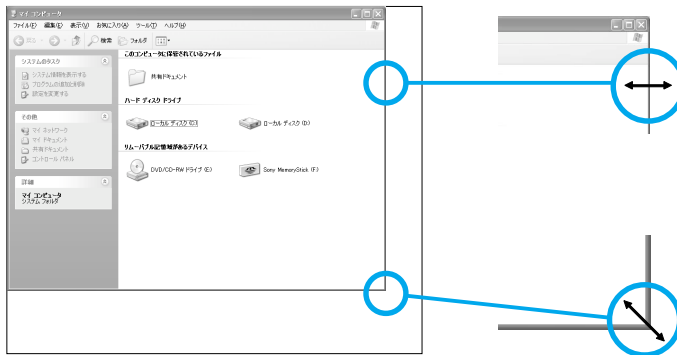 マイ コンピュータ
ファイル(F) 編集(E) 表示(V) お気に入り(A) ツール(T) ヘルプ(H)
戻る 検索 フォルダ
システムのタスク
システム情報を表示する
プログラムの追加と削除
設定を変更する
その他
マイ ネットワーク
マイ ドキュメント
共有ドキュメント
コントロール パネル
詳細
マイ コンピュータ
システム フォルダ
このコンピュータに保管されているファイル
共有ドキュメント
ハード ディスク ドライブ
ローカル ディスク (C:)
ローカル ディスク (D:)
リムーバブル記憶域があるデバイス
DVD/CD-RW ドライブ (E:)
Sony MemoryStick (F:)